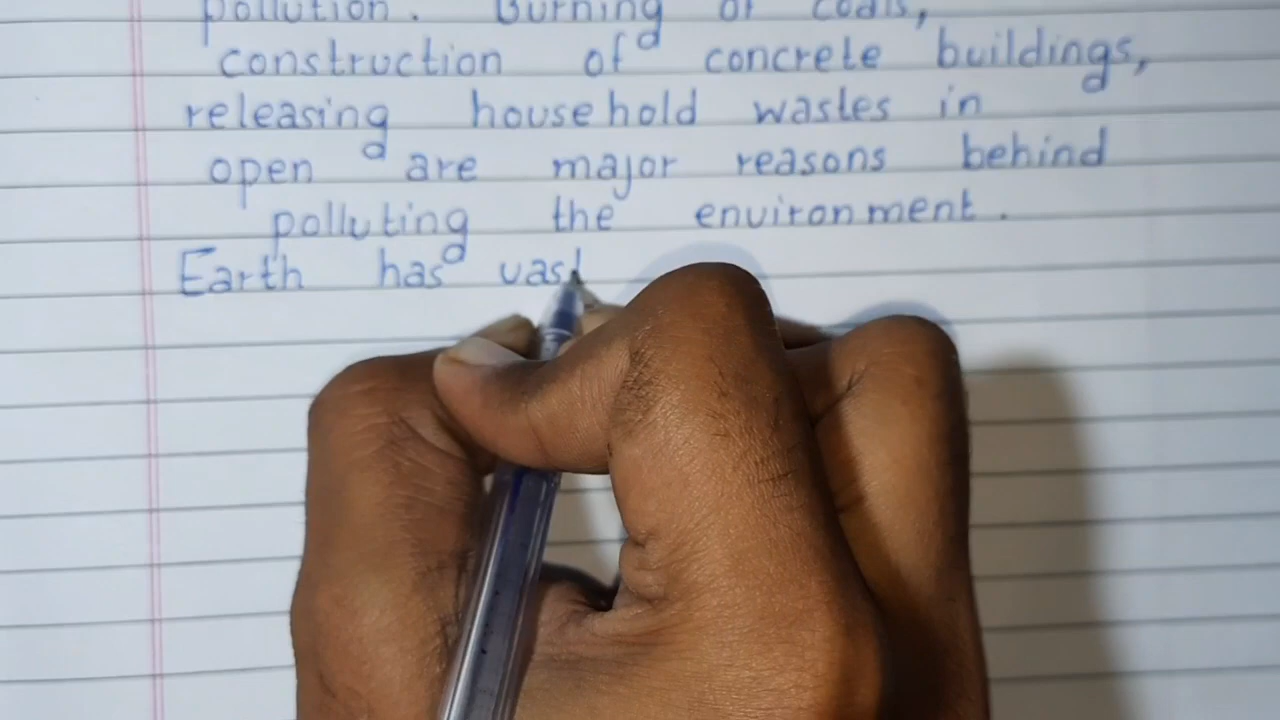 pollution. Burning of coals,
construction of concrete buildings,
releasing household wastes in
open are major reasons behind
polluting the environment.
Earth has vast